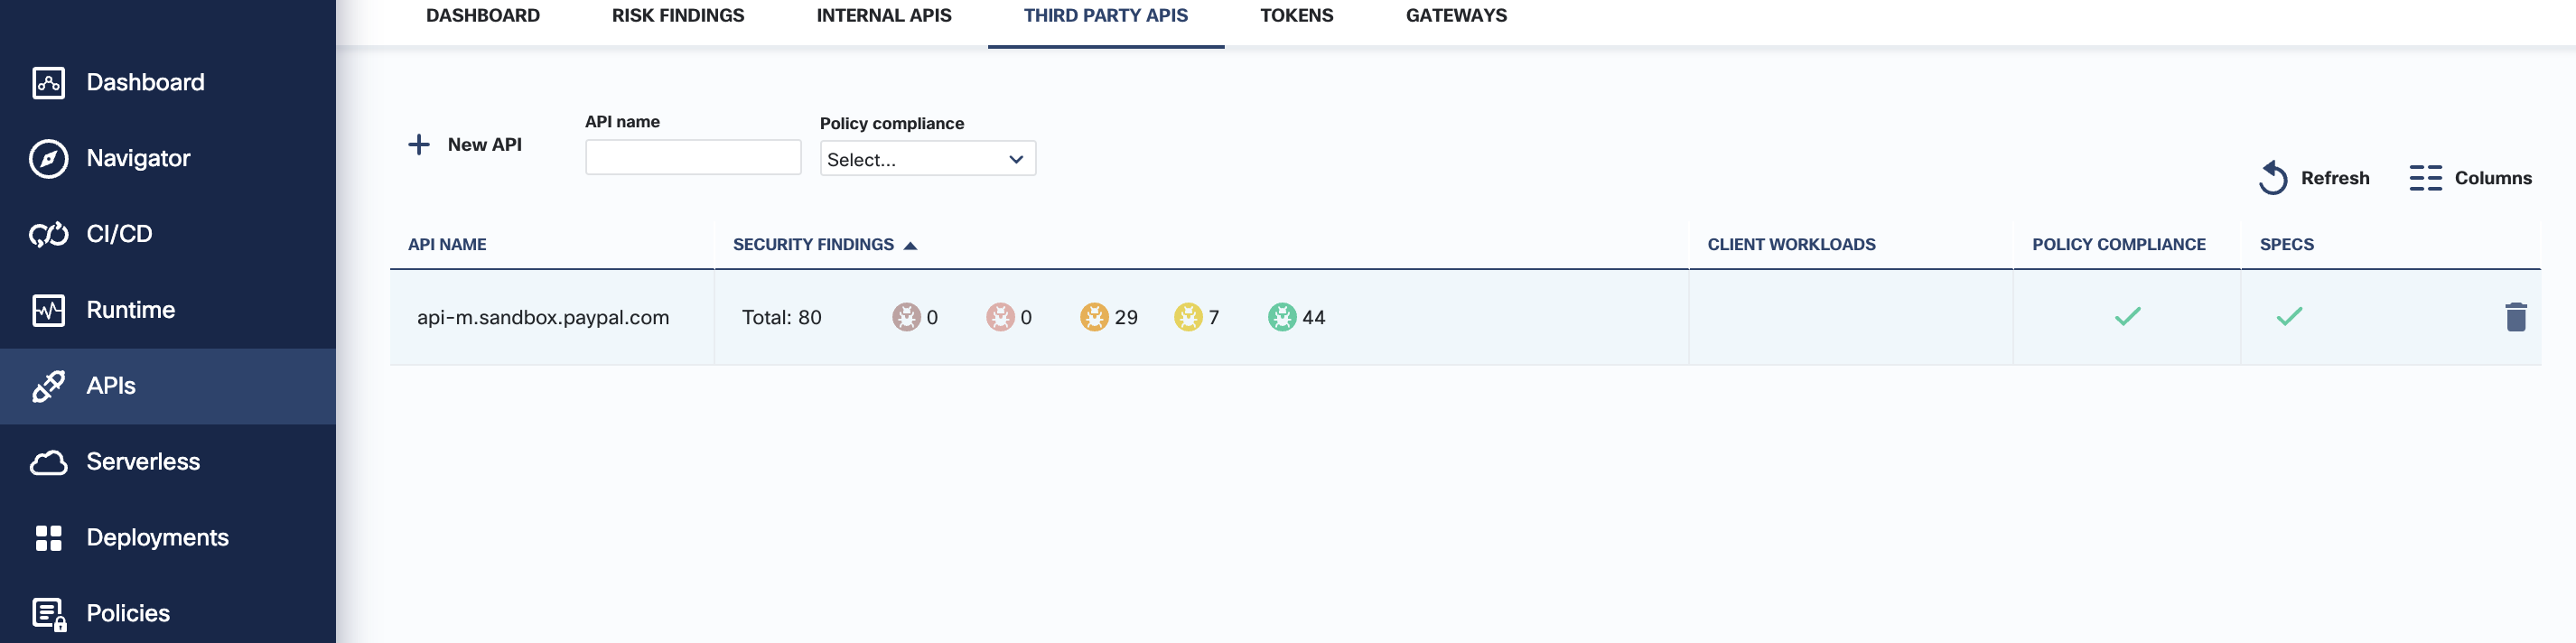 DASHBOARD RISK FINDINGS INTERNAL APIS THIRD PARTY APIS TOKENS GATEWAYS
Dashboard
Navigator
CI/CD
Runtime
APIs
Serverless
Deployments
Policies
New API
API name
Policy compliance
Select...
Refresh
Columns
API NAME SECURITY FINDINGS CLIENT WORKLOADS POLICY COMPLIANCE SPECS
api-m.sandbox.paypal.com Total: 80 0 0 29 7 44